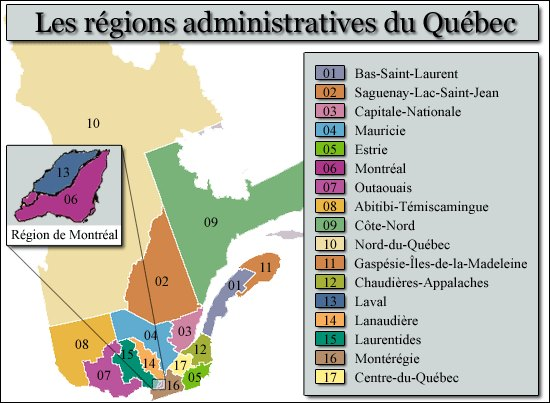 Les régions administratives du Québec
01 Bas-Saint-Laurent
02 Saguenay-Lac-Saint-Jean
03 Capitale-Nationale
04 Mauricie
05 Estrie
06 Montréal
07 Outaouais
08 Abitibi-Témiscamingue
09 Côte-Nord
10 Nord-du-Québec
11 Gaspésie-Îles-de-la-Madeleine
12 Chaudières-Appalaches
13 Laval
14 Lanaudière
15 Laurentides
16 Montérégie
17 Centre-du-Québec
10
13
06
Région de Montréal
09
11
02
01
04
03
08
15
12
14
17
07
05
16